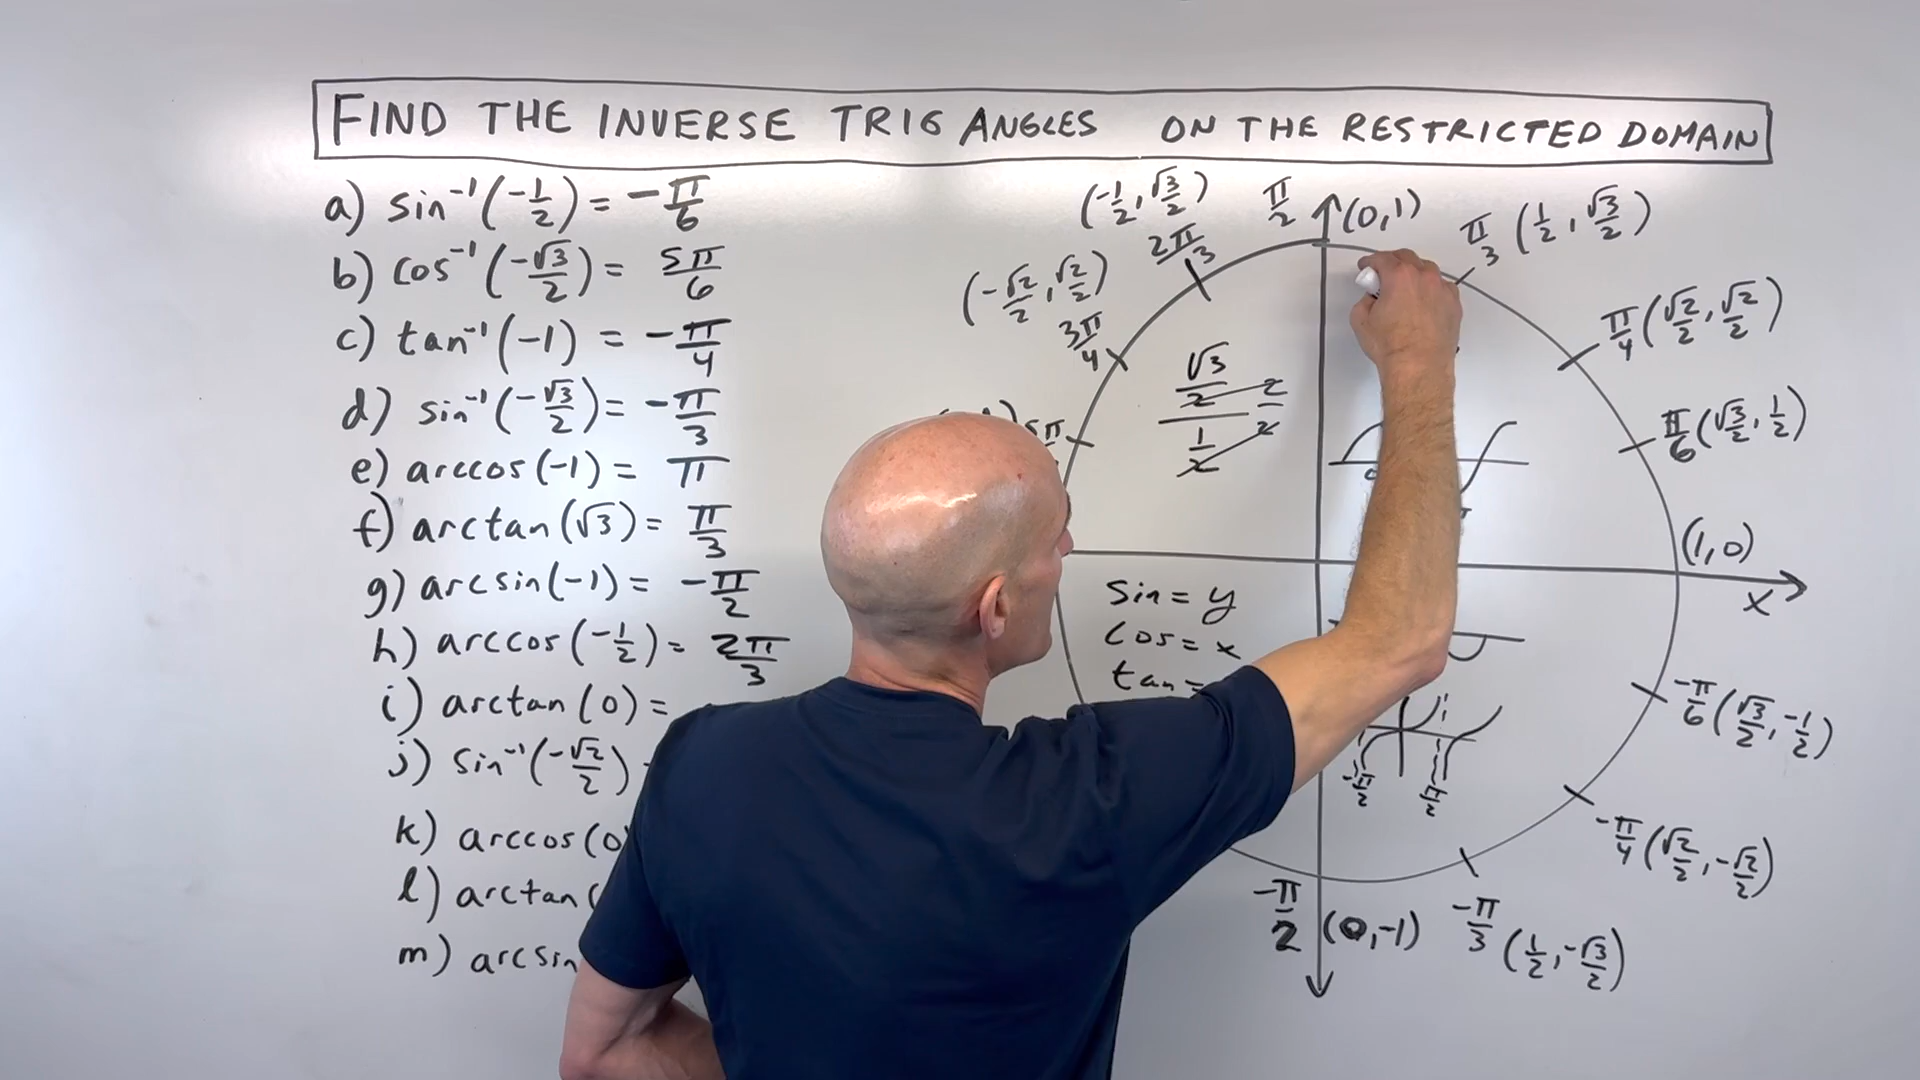 FIND THE INVERSE TRIG ANGLES ON THE RESTRICTED DOMAIN
a) sin⁻¹(-1/2) = -π/6
b) cos⁻¹(-√3/2) = 5π/6
c) tan⁻¹(-1) = -π/4
d) sin⁻¹(-√3/2) = -π/3
e) arccos(-1) = π
f) arctan(√3) = π/3
g) arcsin(-1) = -π/2
h) arccos(-1/2) = 2π/3
i) arctan(0) =
j) sin⁻¹(-√2/2)
k) arccos(0
l) arctan(
m) arcsin
(-1/2, √3/2)
2π/3
π/2
(0,1)
π/3 (1/2, √3/2)
(-√2/2, √2/2)
3π/4
π/4 (√2/2, √2/2)
π/6 (√3/2, 1/2)
√3/2 2
1/2 2
(1,0)
x
sin = y
cos = x
tan =
-π/2
π/2
-π/6 (√3/2, -1/2)
-π/4 (√2/2, -√2/2)
-π/3 (1/2, -√3/2)
-π/2 (0,-1)